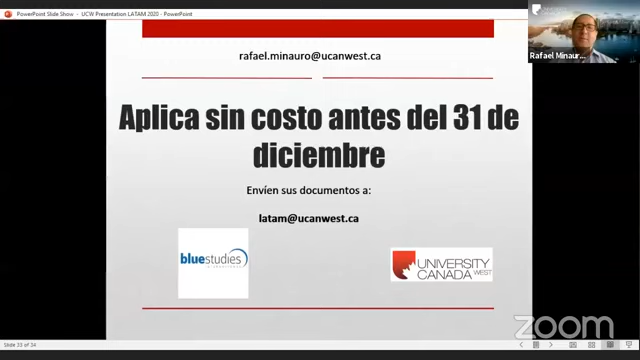 PowerPoint Slide Show - UCW Presentation LATAM 2020 - PowerPoint
rafael.minauro@ucanwest.ca
Aplica sin costo antes del 31 de
diciembre
Envíen sus documentos a:
latam@ucanwest.ca
bluestudies
UNIVERSITY
CANADA WEST
Rafael Minauro...
zoom
Slide 33 of 34